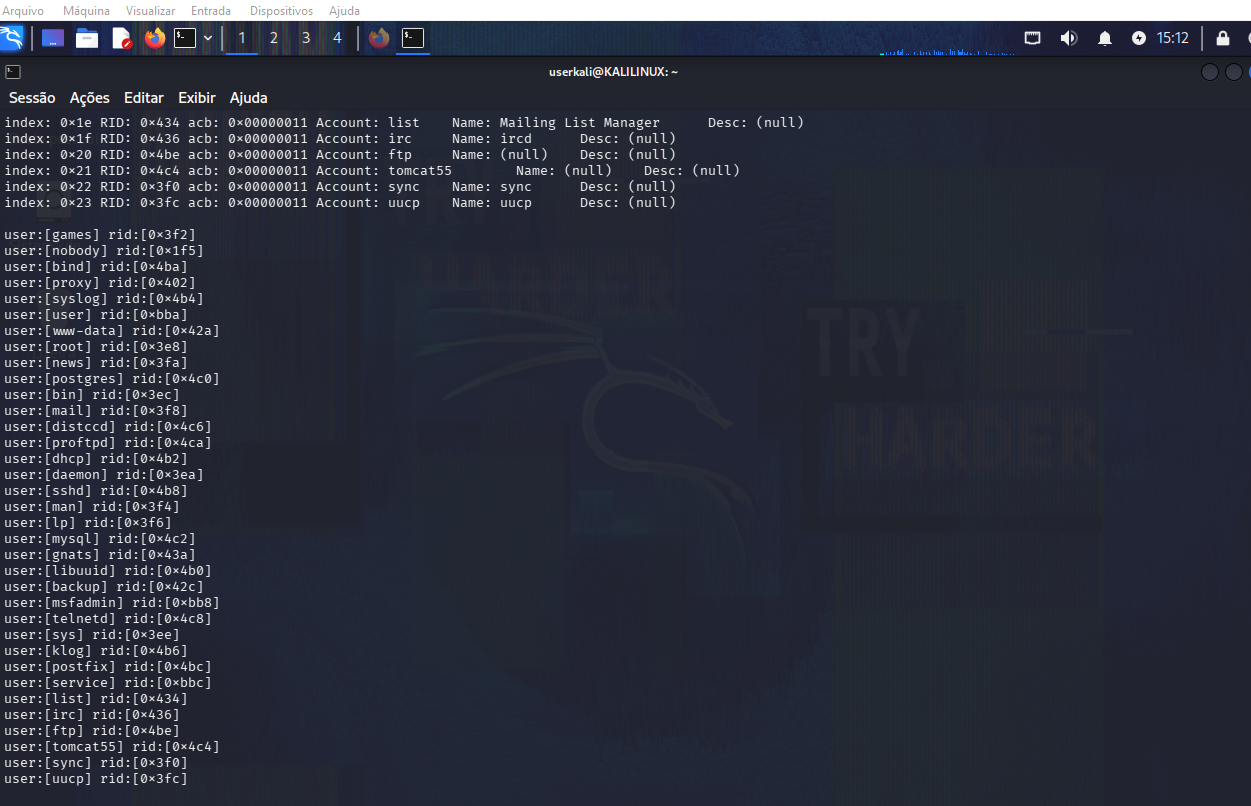 Arquivo Máquina Visualizar Entrada Dispositivos Ajuda
1 2 3 4 15:12
userkali@KALILINUX: ~
Sessão Ações Editar Exibir Ajuda
index: 0×1e RID: 0×434 acb: 0×00000011 Account: list Name: Mailing List Manager Desc: (null)
index: 0×1f RID: 0×436 acb: 0×00000011 Account: irc Name: ircd Desc: (null)
index: 0×20 RID: 0×4be acb: 0×00000011 Account: ftp Name: (null) Desc: (null)
index: 0×21 RID: 0×4c4 acb: 0×00000011 Account: tomcat55 Name: (null) Desc: (null)
index: 0×22 RID: 0×3f0 acb: 0×00000011 Account: sync Name: sync Desc: (null)
index: 0×23 RID: 0×3fc acb: 0×00000011 Account: uucp Name: uucp Desc: (null)
user:[games] rid:[0×3f2]
user:[nobody] rid:[0×1f5]
user:[bind] rid:[0×4ba]
user:[proxy] rid:[0×402]
user:[syslog] rid:[0×4b4]
user:[user] rid:[0×bba]
user:[www-data] rid:[0×42a]
user:[root] rid:[0×3e8]
user:[news] rid:[0×3fa]
user:[postgres] rid:[0×4c0]
user:[bin] rid:[0×3ec]
user:[mail] rid:[0×3f8]
user:[distccd] rid:[0×4c6]
user:[proftpd] rid:[0×4ca]
user:[dhcp] rid:[0×4b2]
user:[daemon] rid:[0×3ea]
user:[sshd] rid:[0×4b8]
user:[man] rid:[0×3f4]
user:[lp] rid:[0×3f6]
user:[mysql] rid:[0×4c2]
user:[gnats] rid:[0×43a]
user:[libuuid] rid:[0×4b0]
user:[backup] rid:[0×42c]
user:[msfadmin] rid:[0×bb8]
user:[telnetd] rid:[0×4c8]
user:[sys] rid:[0×3ee]
user:[klog] rid:[0×4b6]
user:[postfix] rid:[0×4bc]
user:[service] rid:[0×bbc]
user:[list] rid:[0×434]
user:[irc] rid:[0×436]
user:[ftp] rid:[0×4be]
user:[tomcat55] rid:[0×4c4]
user:[sync] rid:[0×3f0]
user:[uucp] rid:[0×3fc]
HARDER
TRY
HARDER